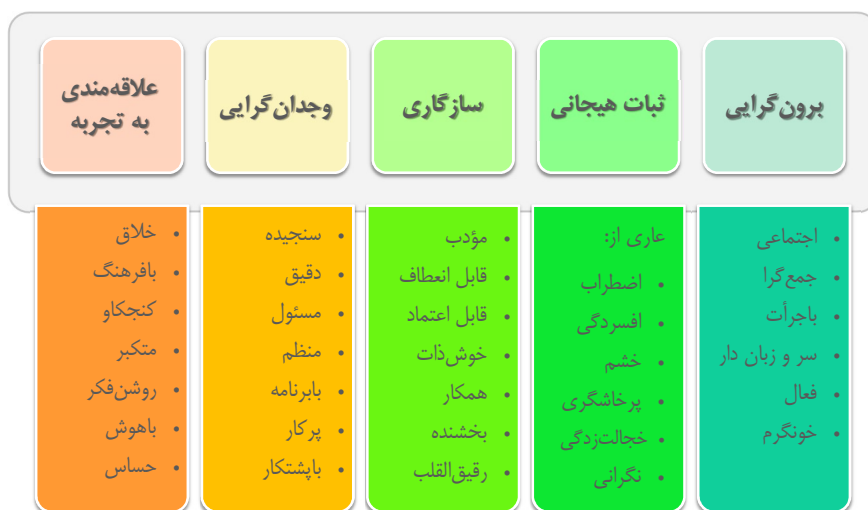 برون‌گرایی
اجتماعی
جمع‌گرا
باجرأت
سر و زبان دار
فعال
خونگرم
ثبات هیجانی
عاری از:
اضطراب
افسردگی
خشم
پرخاشگری
خجالت‌زدگی
نگرانی
سازگاری
مؤدب
قابل انعطاف
قابل اعتماد
خوش‌ذات
همکار
بخشنده
رقیق‌القلب
وجدان‌گرایی
سنجیده
دقیق
مسئول
منظم
بابرنامه
پرکار
باپشتکار
علاقه‌مندی
به تجربه
خلاق
بافرهنگ
کنجکاو
متکبر
روشن‌فکر
باهوش
حساس